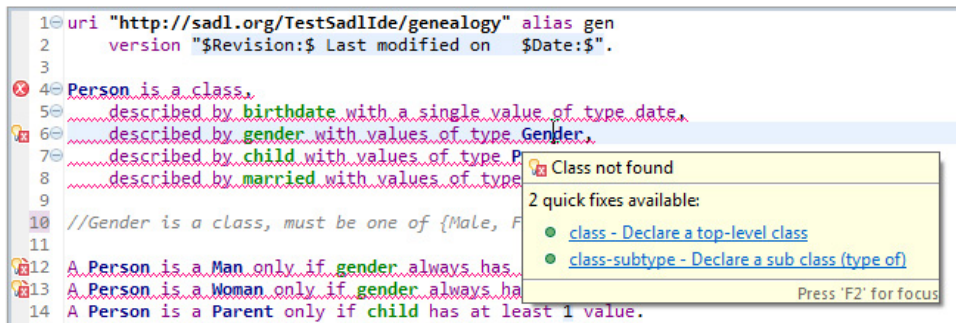 1 uri "http://sadl.org/TestSadlIde/genealogy" alias gen
2 version "$Revision:$ Last modified on $Date:$".
3
4 Person is a class,
5 described by birthdate with a single value of type date,
6 described by gender with values of type Gender,
7 described by child with values of type P
8 described by married with values of type
9
10 //Gender is a class, must be one of {Male, F
11
12 A Person is a Man only if gender always has
13 A Person is a Woman only if gender always ha
14 A Person is a Parent only if child has at least 1 value.
Class not found
2 quick fixes available:
class - Declare a top-level class
class-subtype - Declare a sub class (type of)
Press 'F2' for focus